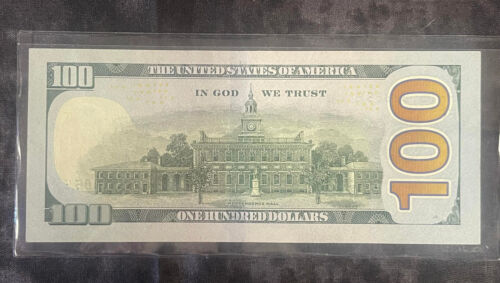 100
THE UNITED STATES OF AMERICA
IN GOD WE TRUST
100
100
ONE HUNDRED DOLLARS